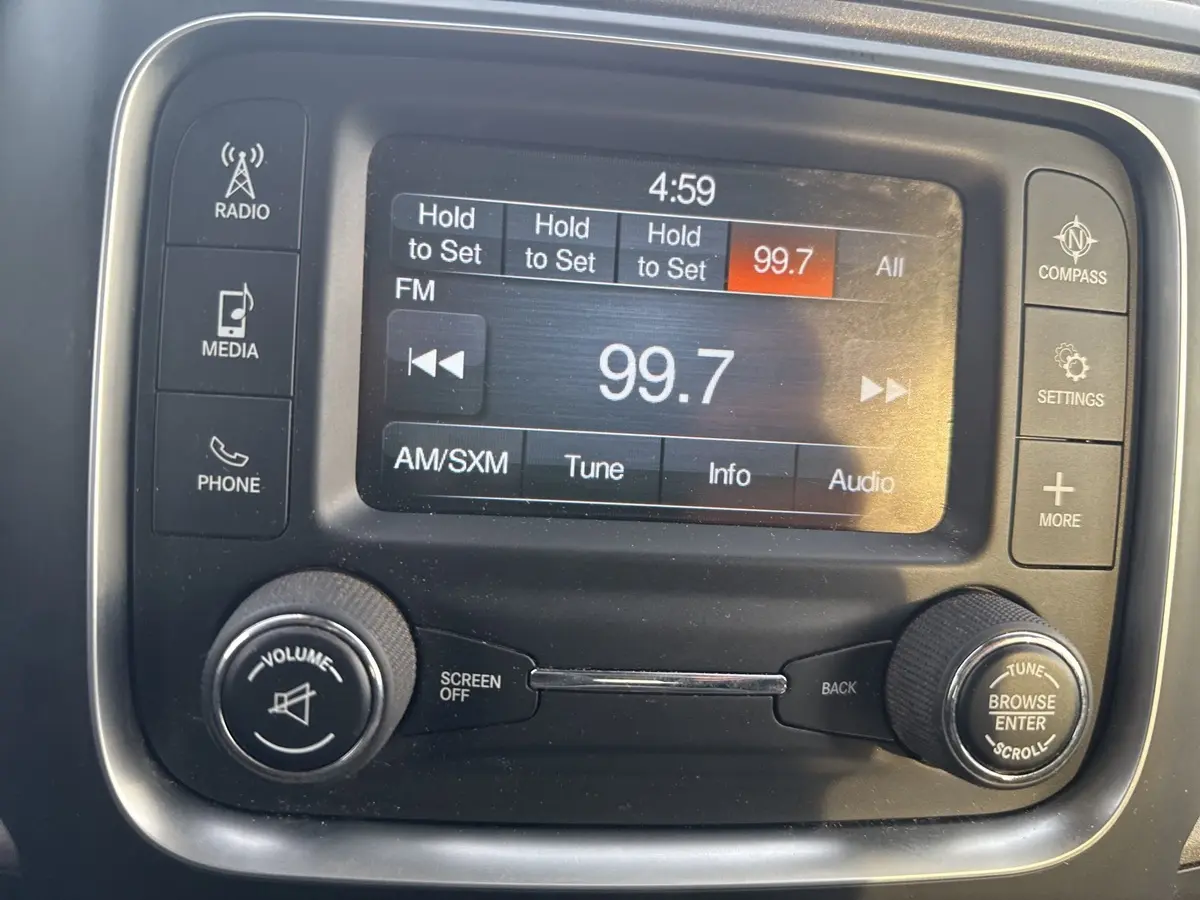 4:59
RADIO
Hold to Set
Hold to Set
Hold to Set
99.7
All
N
COMPASS
FM
99.7
MEDIA
SETTINGS
AM/SXM
Tune
Info
Audio
PHONE
MORE
VOLUME
SCREEN
OFF
BACK
TUNE
BROWSE
ENTER
SCROLL